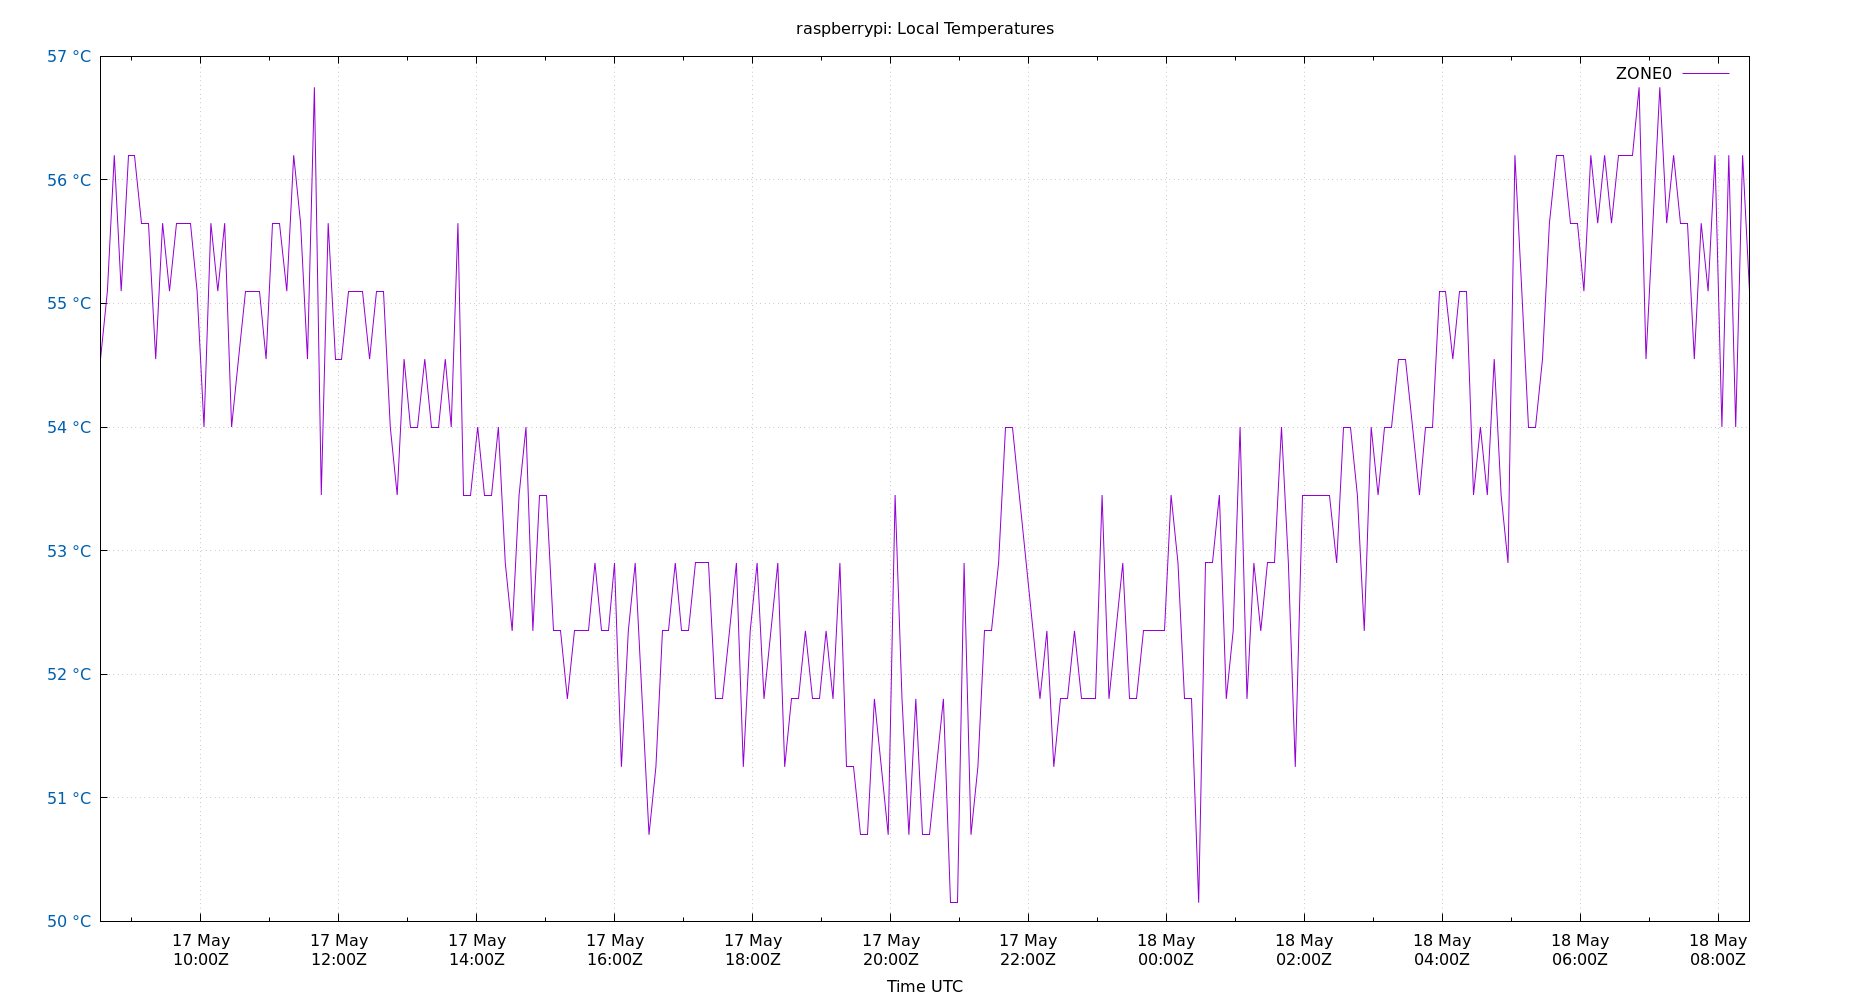 raspberrypi: Local Temperatures
57 °C
ZONE0
56 °C
55 °C
54 °C
53 °C
52 °C
51 °C
50 °C
17 May 17 May 17 May 17 May 17 May 17 May 17 May 18 May 18 May 18 May 18 May 18 May
10:00Z 12:00Z 14:00Z 16:00Z 18:00Z 20:00Z 22:00Z 00:00Z 02:00Z 04:00Z 06:00Z 08:00Z
Time UTC